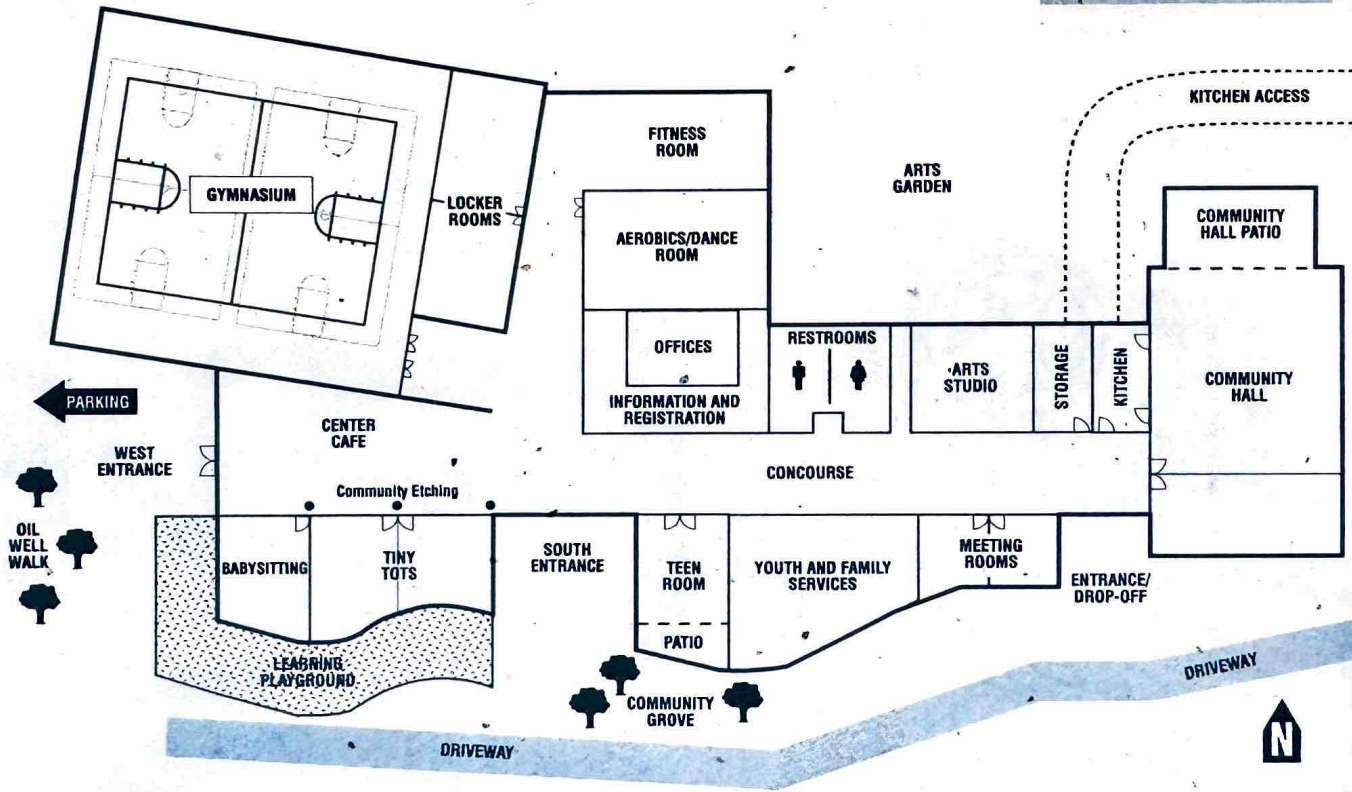 KITCHEN ACCESS
FITNESS
ROOM
ARTS
GARDEN
GYMNASIUM
LOCKER
ROOMS
COMMUNITY
HALL PATIO
AEROBICS/DANCE
ROOM
OFFICES
RESTROOMS
ARTS
STUDIO
STORAGE
KITCHEN
COMMUNITY
HALL
PARKING
INFORMATION AND
REGISTRATION
CENTER
CAFE
WEST
ENTRANCE
CONCOURSE
Community Etching
OIL
WELL
WALK
BABYSITTING
TINY
TOTS
SOUTH
ENTRANCE
TEEN
ROOM
YOUTH AND FAMILY
SERVICES
MEETING
ROOMS
ENTRANCE/
DROP-OFF
PATIO
LEARNING
PLAYGROUND
COMMUNITY
GROVE
DRIVEWAY
DRIVEWAY
N